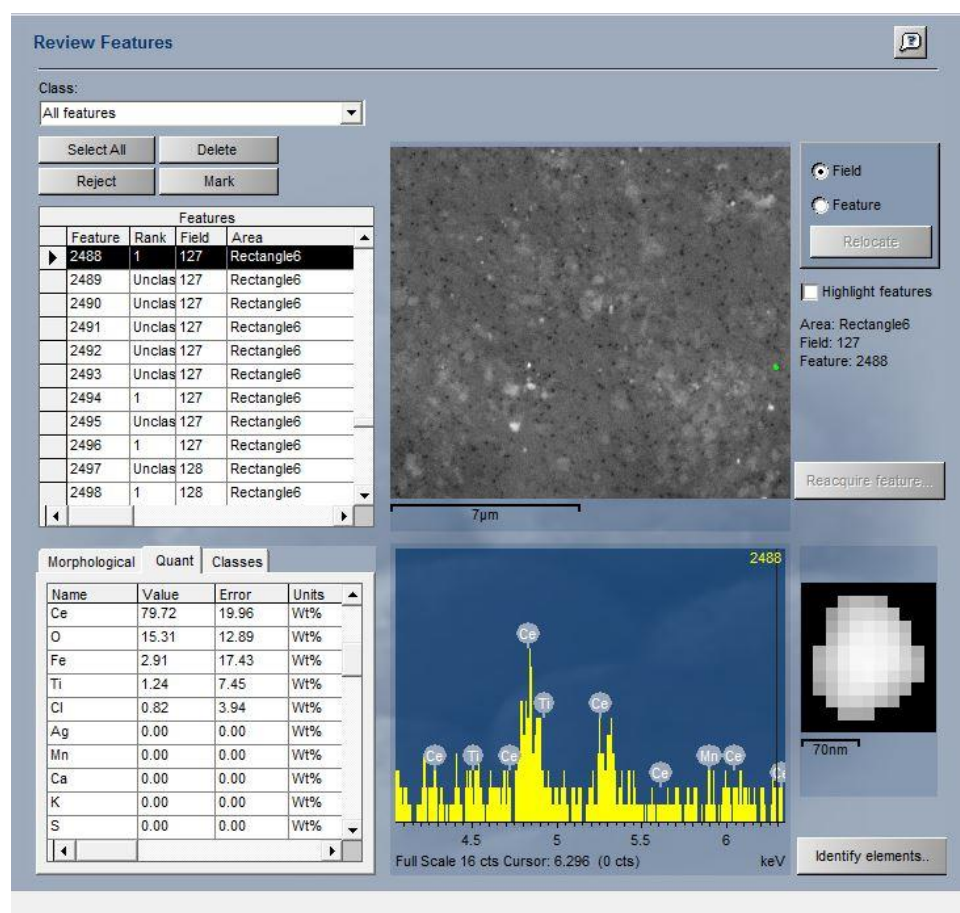 Review Features
Class:
All features
Select All Delete
Reject Mark
Features
Feature Rank Field Area
2488 1 127 Rectangle6
2489 Unclas 127 Rectangle6
2490 Unclas 127 Rectangle6
2491 Unclas 127 Rectangle6
2492 Unclas 127 Rectangle6
2493 Unclas 127 Rectangle6
2494 1 127 Rectangle6
2495 Unclas 127 Rectangle6
2496 1 127 Rectangle6
2497 Unclas 128 Rectangle6
2498 1 128 Rectangle6
7µm
Field
Feature
Relocate
Highlight features
Area: Rectangle6
Field: 127
Feature: 2488
Reacquire feature...
Morphological Quant Classes
Name Value Error Units
Ce 79.72 19.96 Wt%
O 15.31 12.89 Wt%
Fe 2.91 17.43 Wt%
Ti 1.24 7.45 Wt%
Cl 0.82 3.94 Wt%
Ag 0.00 0.00 Wt%
Mn 0.00 0.00 Wt%
Ca 0.00 0.00 Wt%
K 0.00 0.00 Wt%
S 0.00 0.00 Wt%
2488
Ce
Ti Ce
Ce Ti Ce Ce Mn Ce Ce
4.5 5 5.5 6
Full Scale 16 cts Cursor: 6.296 (0 cts) keV
70nm
Identify elements..